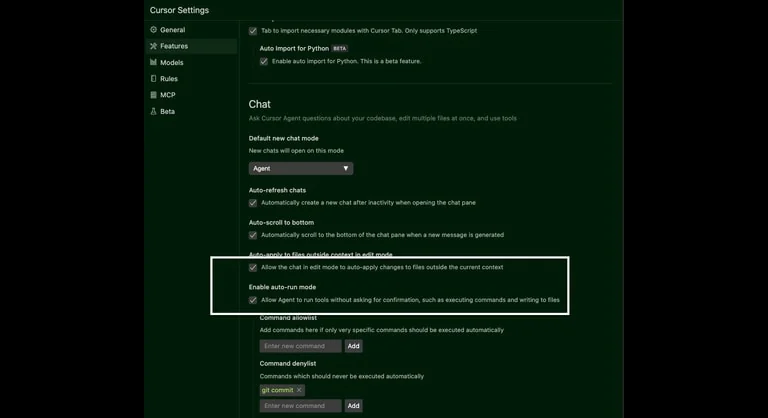 Cursor Settings
General
Features
Models
Rules
MCP
Beta
Tab to import necessary modules with Cursor Tab. Only supports TypeScript
Auto Import for Python BETA
Enable auto import for Python. This is a beta feature.
Chat
Ask Cursor Agent questions about your codebase, edit multiple files at once, and use tools
Default new chat mode
New chats will open on this mode
Agent
Auto-refresh chats
Automatically create a new chat after inactivity when opening the chat pane
Auto-scroll to bottom
Automatically scroll to the bottom of the chat pane when a new message is generated
Auto-apply to files outside context in edit mode
Allow the chat in edit mode to auto-apply changes to files outside the current context
Enable auto-run mode
Allow Agent to run tools without asking for confirmation, such as executing commands and writing to files
Command allowlist
Add commands here if only very specific commands should be executed automatically
Enter new command Add
Command denylist
Commands which should never be executed automatically
git commit ×
Enter new command Add